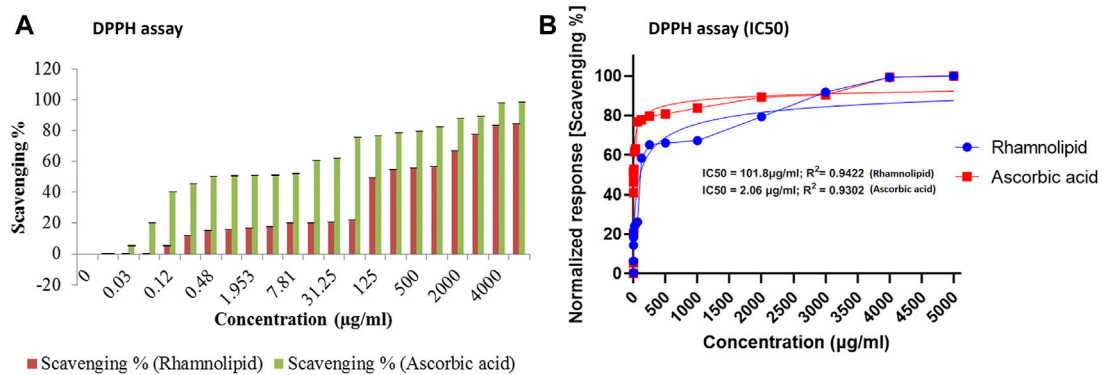 A
DPPH assay
Scavenging %
120
100
80
60
40
20
0
-20
0
0.03
0.12
0.48
1.953
7.81
31.25
125
500
2000
4000
Concentration (µg/ml)
Scavenging % (Rhamnolipid)
Scavenging % (Ascorbic acid)
B
DPPH assay (IC50)
Normalized response [Scavenging %]
100
80
60
40
20
0
IC50 = 101.8µg/ml; R²= 0.9422 (Rhamnolipid)
IC50 = 2.06 µg/ml; R² = 0.9302 (Ascorbic acid)
0
500
1000
1500
2000
2500
3000
3500
4000
4500
5000
Concentration (µg/ml)
Rhamnolipid
Ascorbic acid